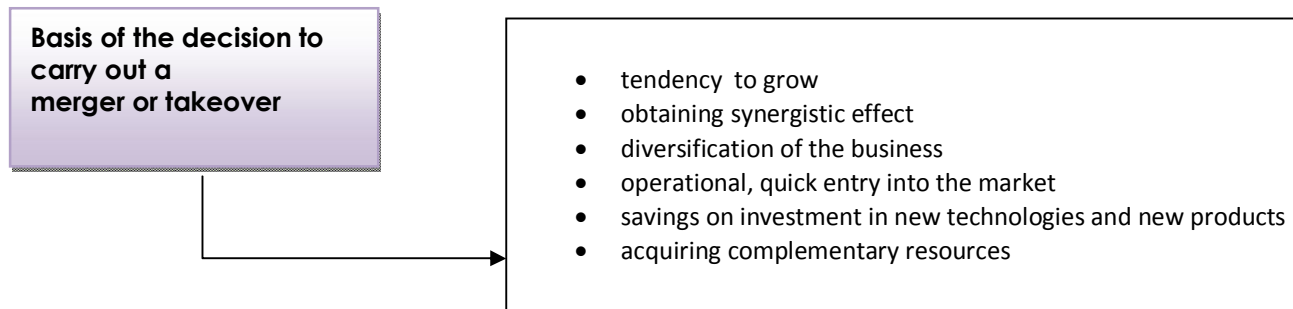 Basis of the decision to
carry out a
merger or takeover
• tendency to grow
• obtaining synergistic effect
• diversification of the business
• operational, quick entry into the market
• savings on investment in new technologies and new products
• acquiring complementary resources